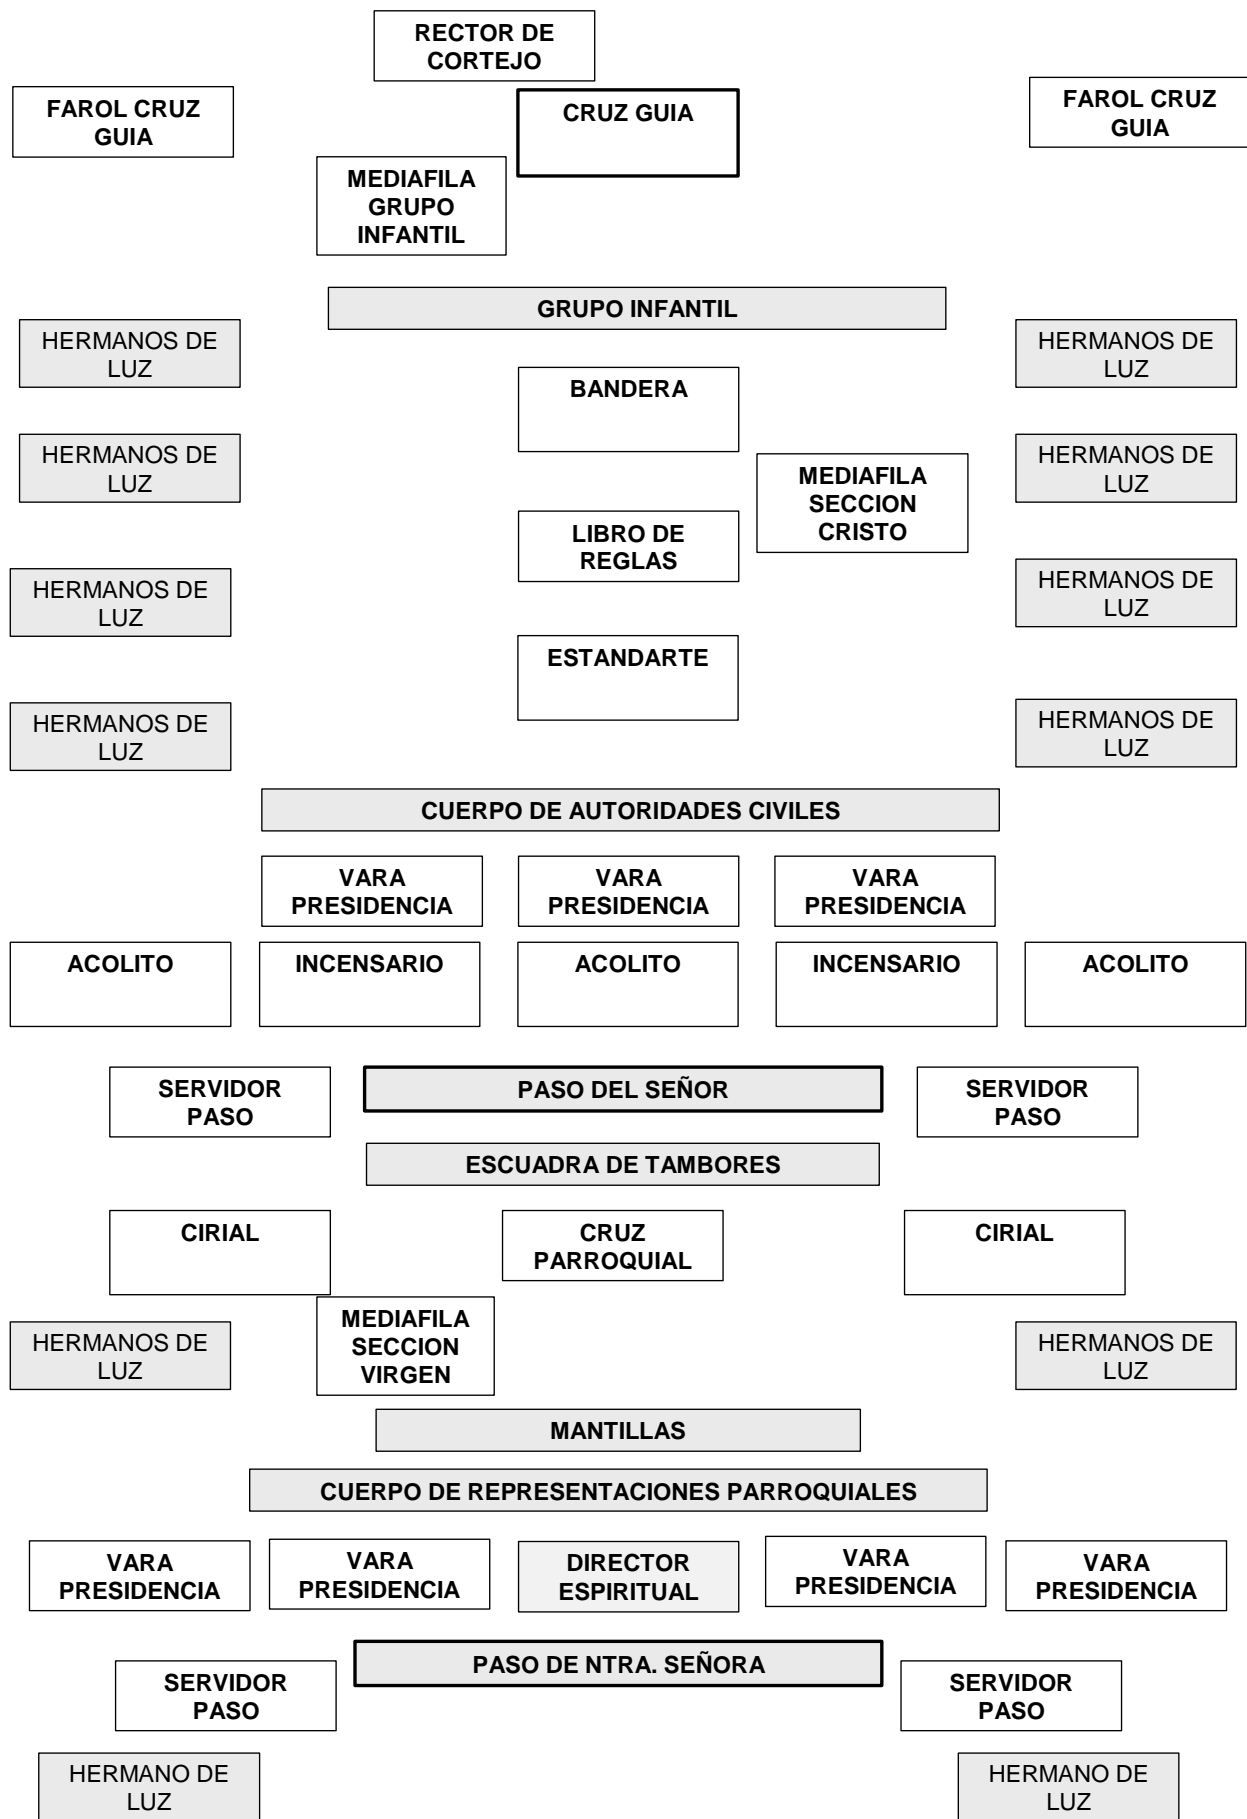 RECTOR DE
CORTEJO
FAROL CRUZ
GUIA
CRUZ GUIA
FAROL CRUZ
GUIA
MEDIAFILA
GRUPO
INFANTIL
GRUPO INFANTIL
HERMANOS DE
LUZ
HERMANOS DE
LUZ
BANDERA
HERMANOS DE
LUZ
HERMANOS DE
LUZ
MEDIAFILA
SECCION
CRISTO
LIBRO DE
REGLAS
HERMANOS DE
LUZ
HERMANOS DE
LUZ
ESTANDARTE
HERMANOS DE
LUZ
HERMANOS DE
LUZ
CUERPO DE AUTORIDADES CIVILES
VARA
PRESIDENCIA
VARA
PRESIDENCIA
VARA
PRESIDENCIA
ACOLITO
INCENSARIO
ACOLITO
INCENSARIO
ACOLITO
SERVIDOR
PASO
PASO DEL SEÑOR
SERVIDOR
PASO
ESCUADRA DE TAMBORES
CIRIAL
CRUZ
PARROQUIAL
CIRIAL
MEDIAFILA
SECCION
VIRGEN
HERMANOS DE
LUZ
HERMANOS DE
LUZ
MANTILLAS
CUERPO DE REPRESENTACIONES PARROQUIALES
VARA
PRESIDENCIA
VARA
PRESIDENCIA
DIRECTOR
ESPIRITUAL
VARA
PRESIDENCIA
VARA
PRESIDENCIA
PASO DE NTRA. SEÑORA
SERVIDOR
PASO
SERVIDOR
PASO
HERMANO DE
LUZ
HERMANO DE
LUZ